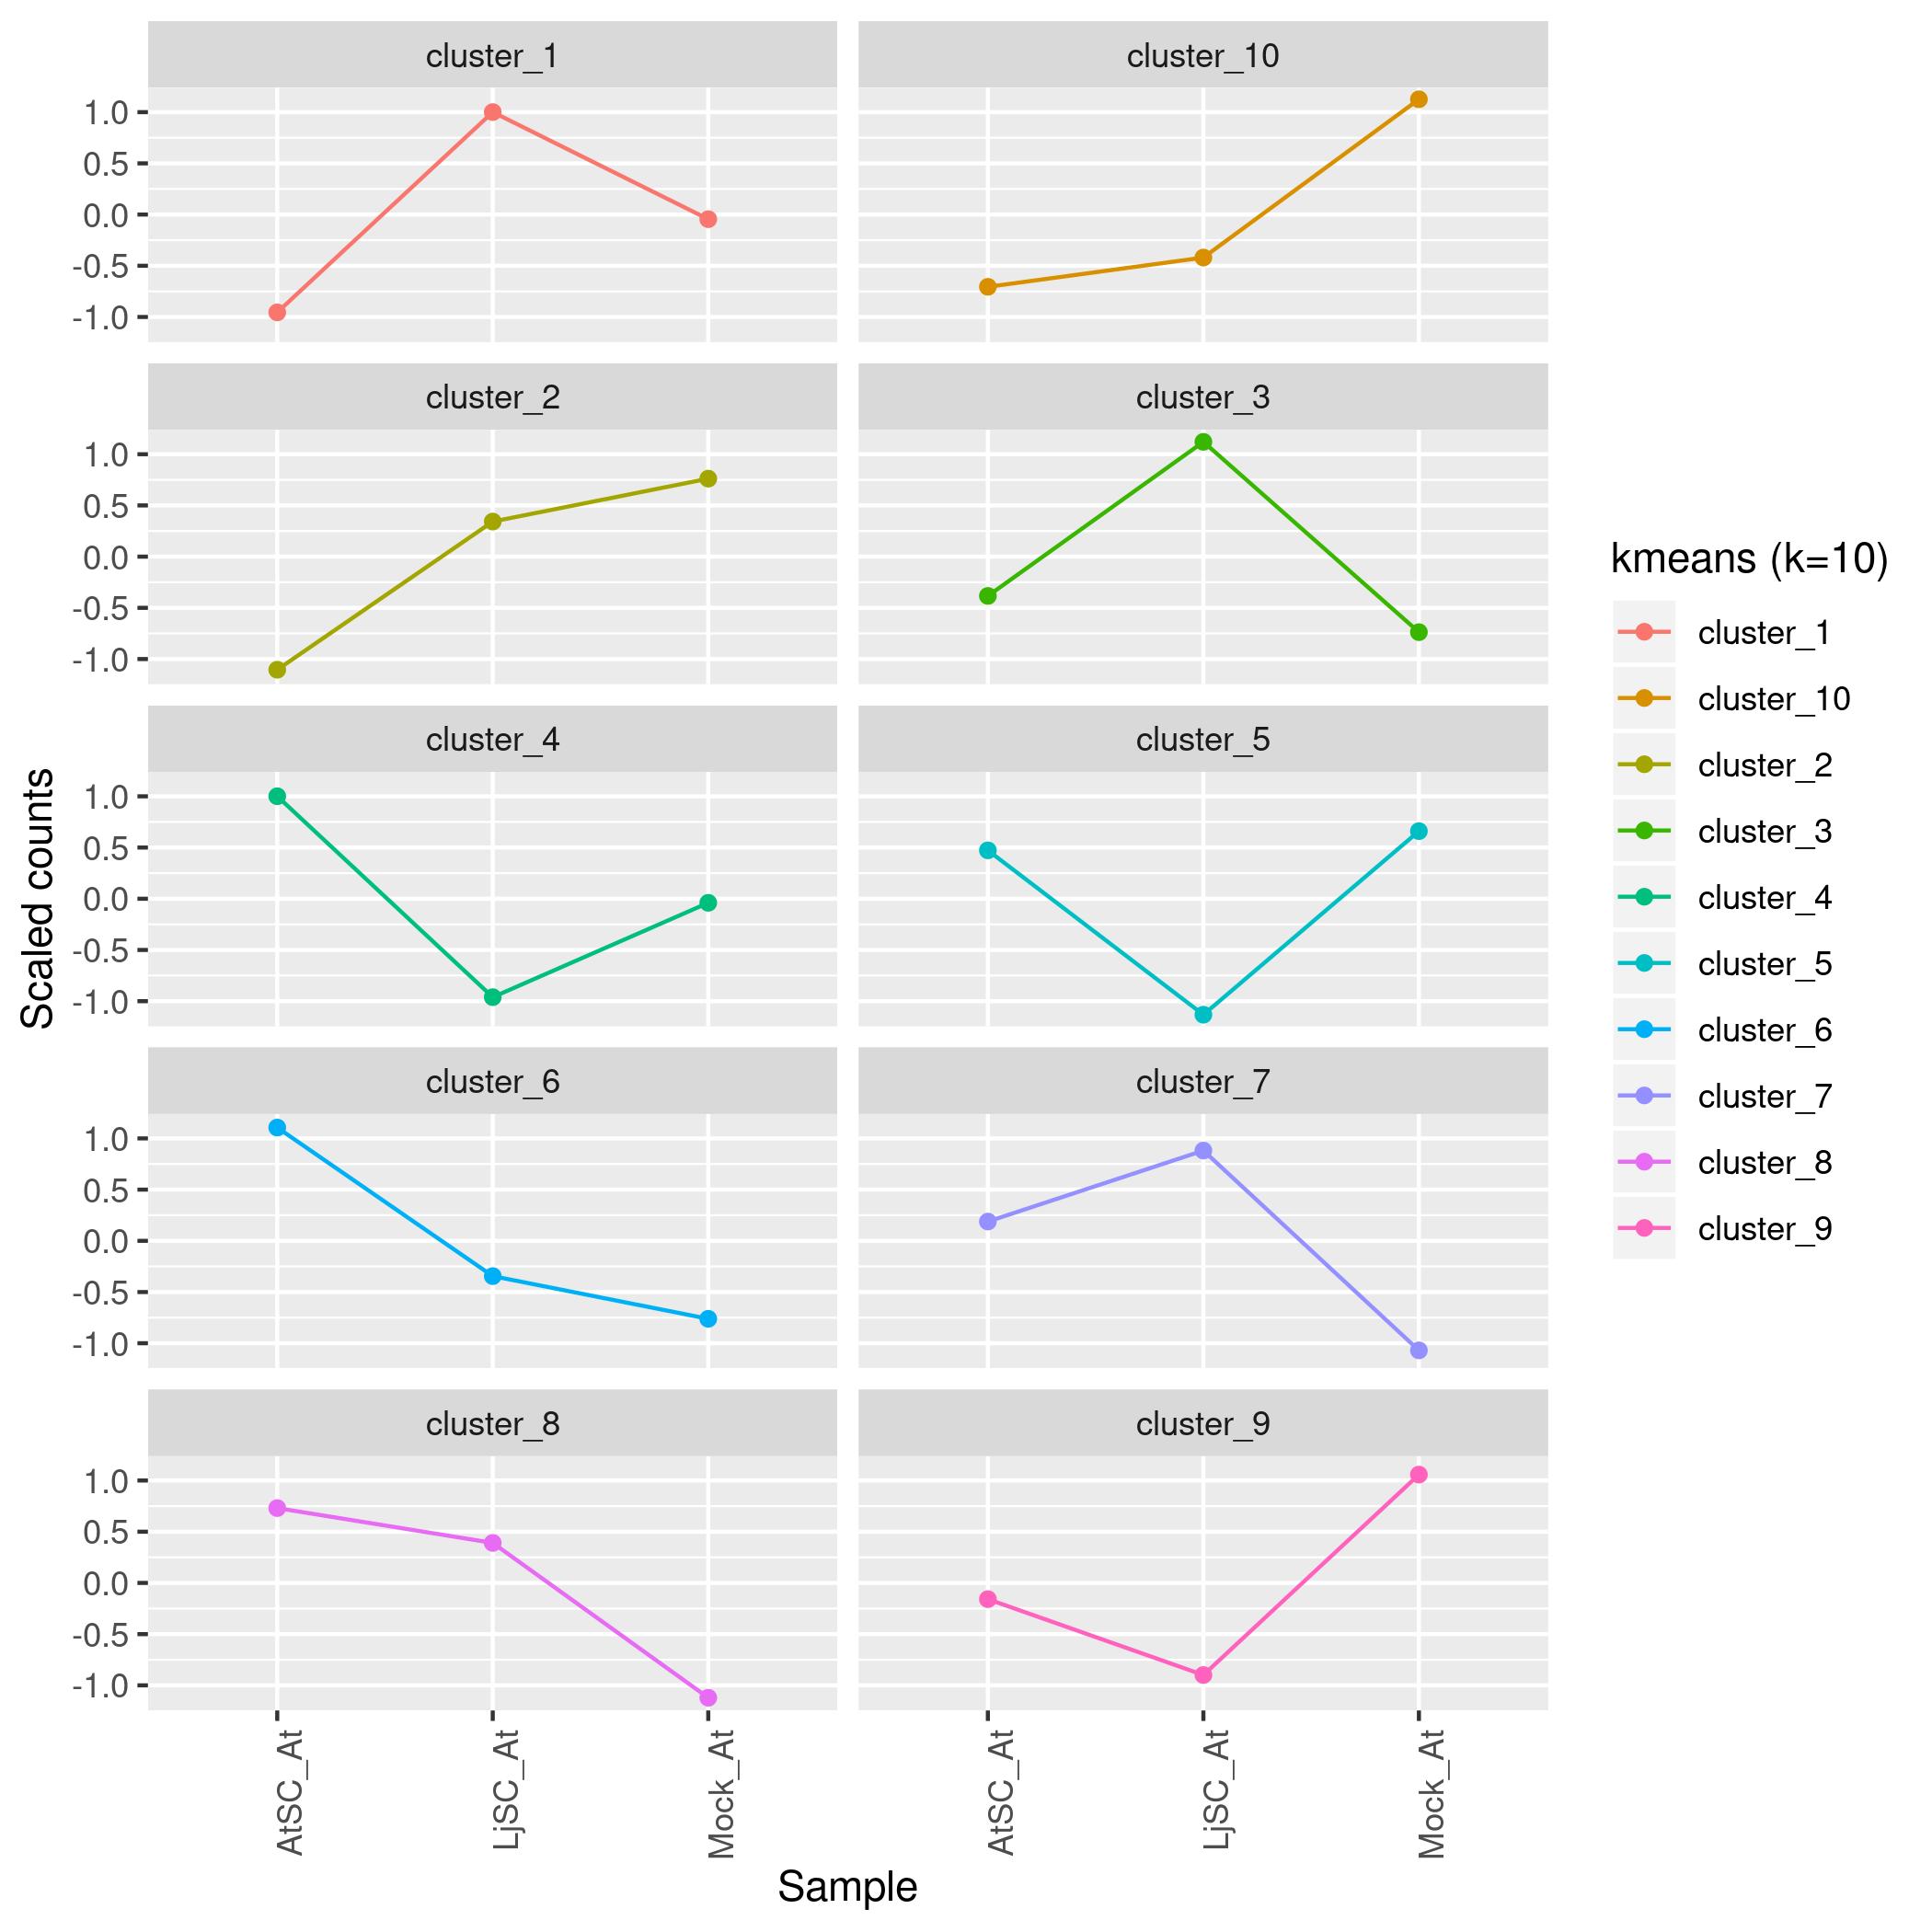 cluster_1
cluster_10
1.0
0.5
0.0
-0.5
-1.0
cluster_2
cluster_3
1.0
0.5
0.0
-0.5
-1.0
cluster_4
cluster_5
1.0
0.5
0.0
-0.5
-1.0
cluster_6
cluster_7
1.0
0.5
0.0
-0.5
-1.0
cluster_8
cluster_9
1.0
0.5
0.0
-0.5
-1.0
Scaled counts
AtSC_At
LjSC_At
Mock_At
AtSC_At
LjSC_At
Mock_At
Sample
kmeans (k=10)
cluster_1
cluster_10
cluster_2
cluster_3
cluster_4
cluster_5
cluster_6
cluster_7
cluster_8
cluster_9